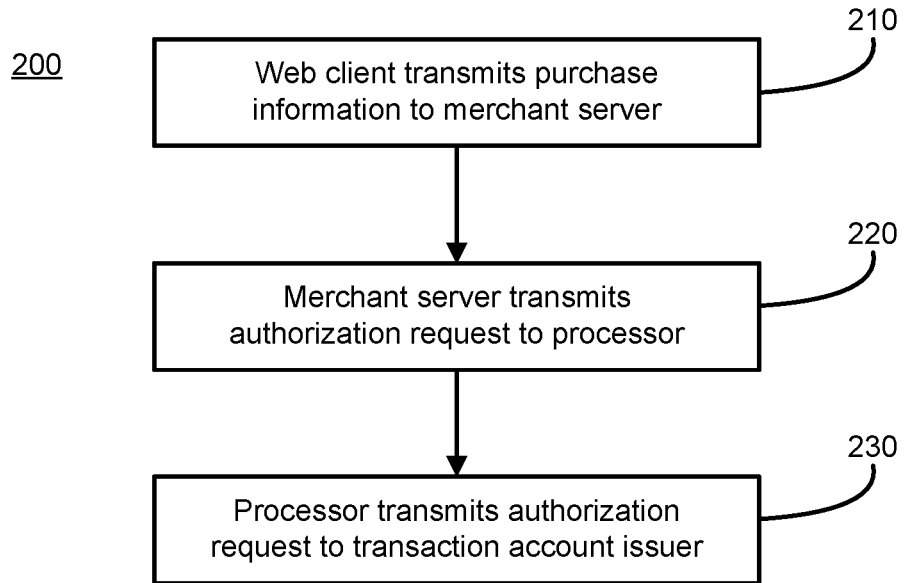 210
200
Web client transmits purchase
information to merchant server
220
Merchant server transmits
authorization request to processor
230
Processor transmits authorization
request to transaction account issuer